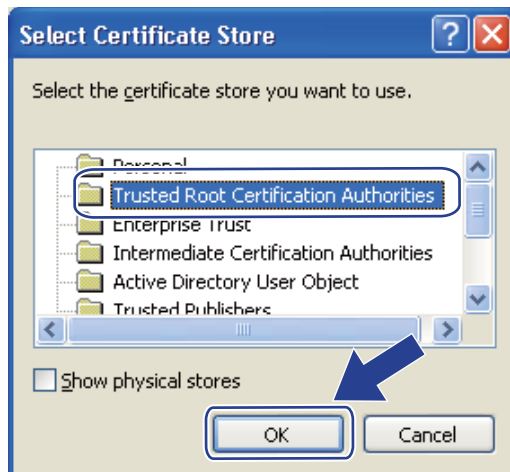 Select Certificate Store
Select the certificate store you want to use.
Personal
Trusted Root Certification Authorities
Enterprise Trust
Intermediate Certification Authorities
Active Directory User Object
Trusted Publishers
Show physical stores
OK
Cancel